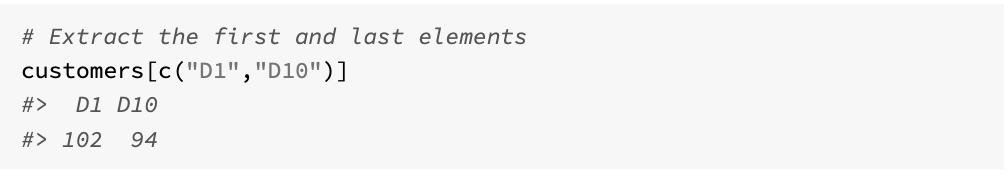 # Extract the first and last elements
customers[c("D1","D10")]
#>  D1 D10
#> 102  94